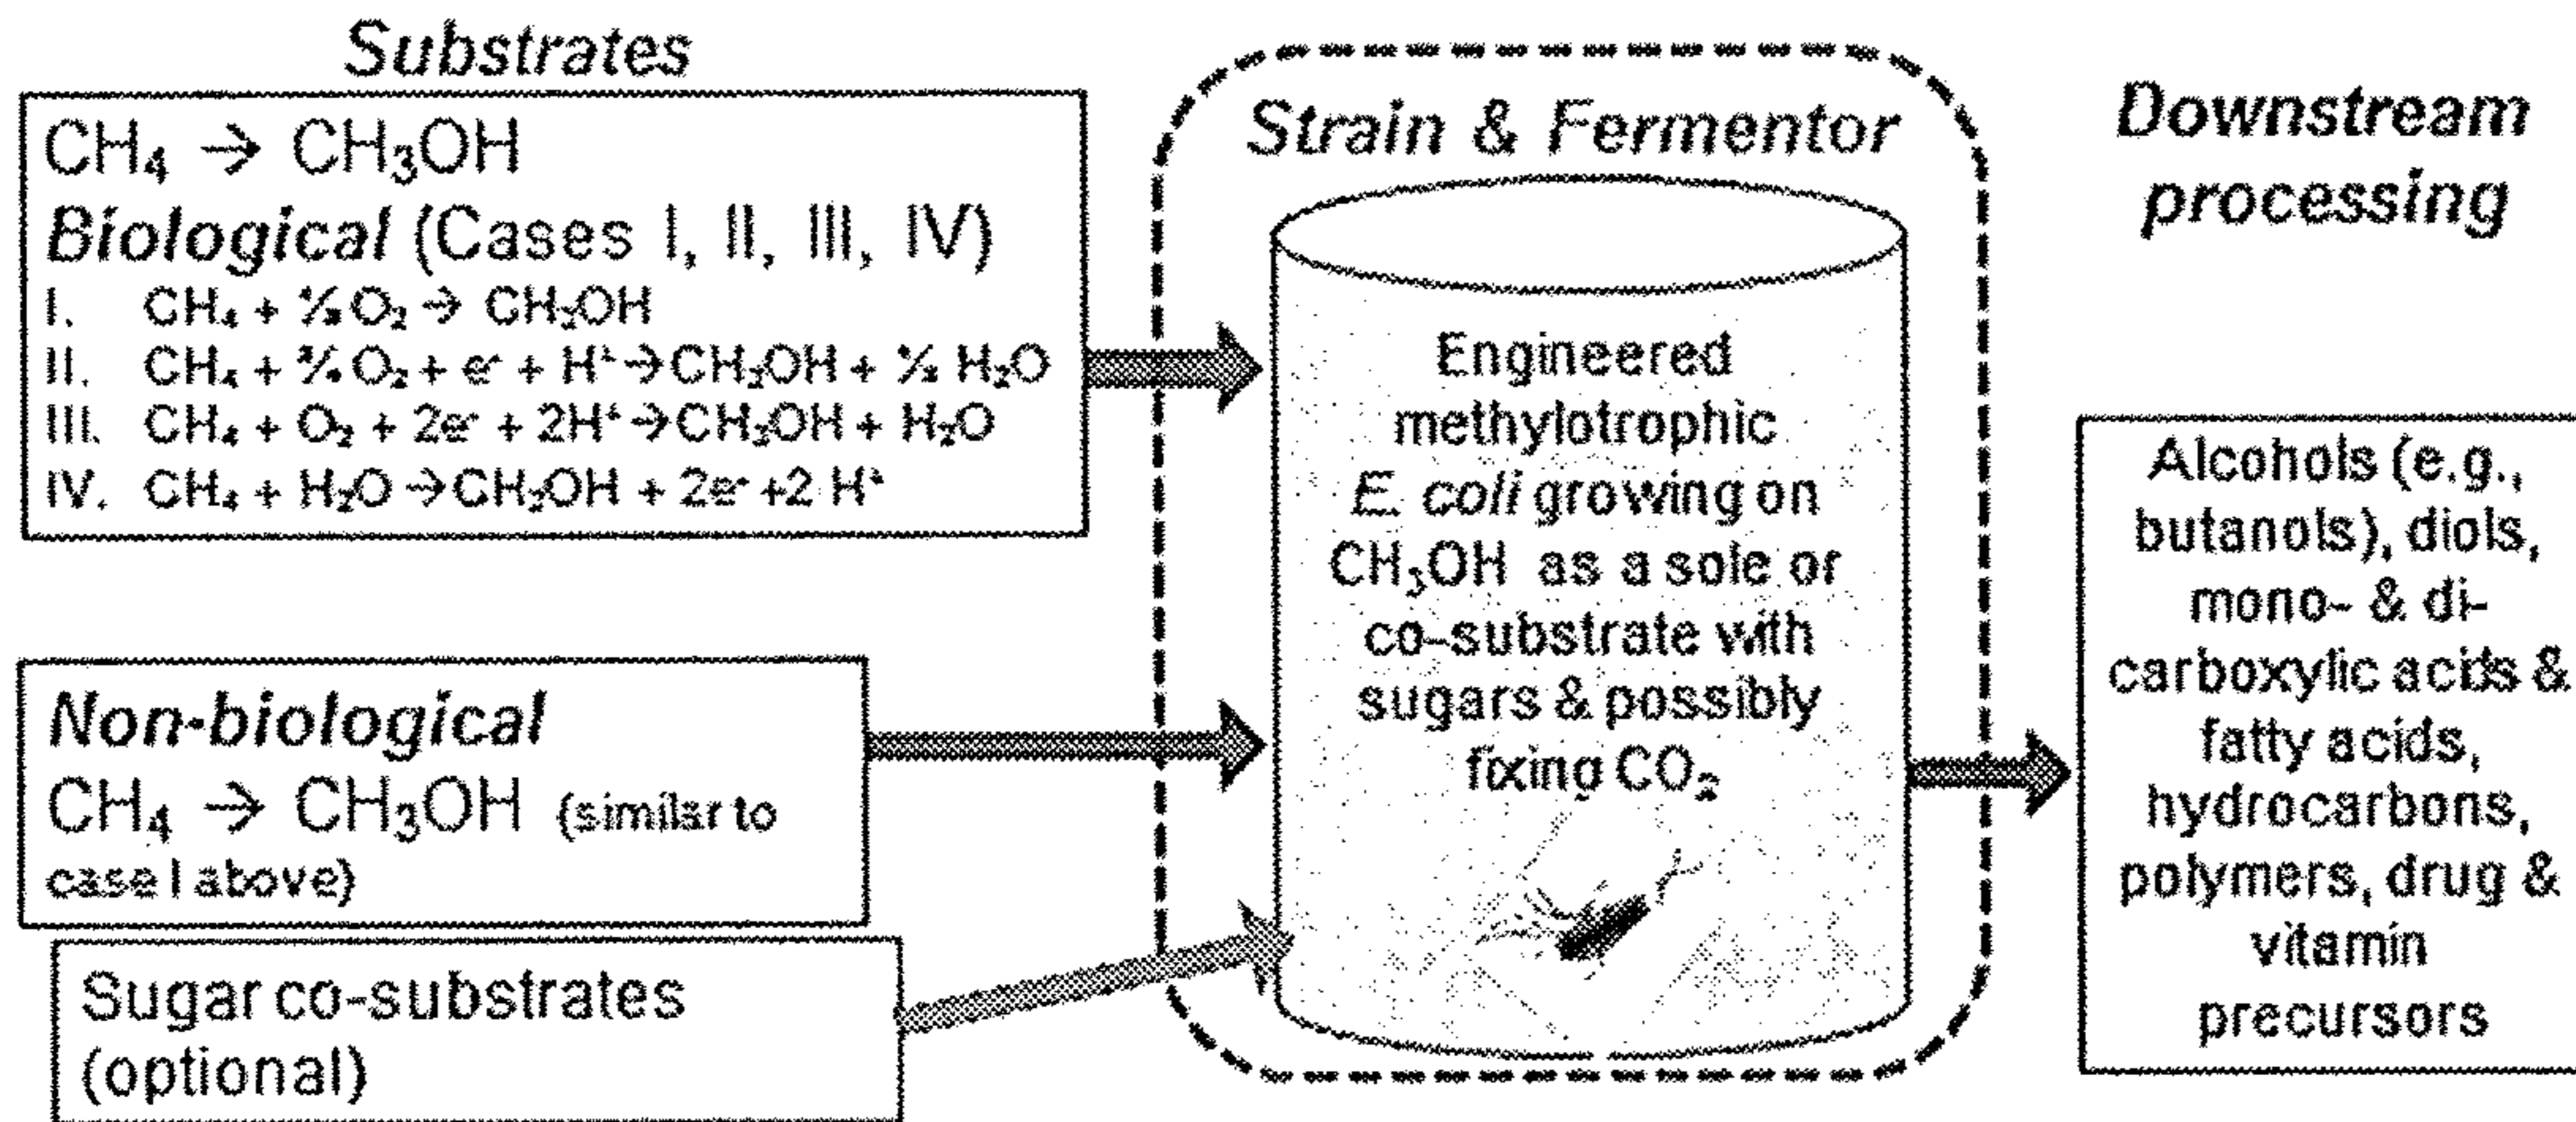 Substrates
CH₄ → CH₃OH
Biological (Cases I, II, III, IV)
I. CH₄ + ½ O₂ → CH₃OH
II. CH₄ + ¾ O₂ + e⁻ + H⁺ → CH₃OH + ½ H₂O
III. CH₄ + O₂ + 2e⁻ + 2H⁺ → CH₃OH + H₂O
IV. CH₄ + H₂O → CH₃OH + 2e⁻ +2 H⁺
Non-biological
CH₄ → CH₃OH (similar to
case I above)
Sugar co-substrates
(optional)
Strain & Fermentor
Engineered
methylotrophic
E. coli growing on
CH₃OH as a sole or
co-substrate with
sugars & possibly
fixing CO₂
Downstream
processing
Alcohols (e.g.,
butanols), diols,
mono- & di-
carboxylic acids &
fatty acids,
hydrocarbons,
polymers, drug &
vitamin
precursors